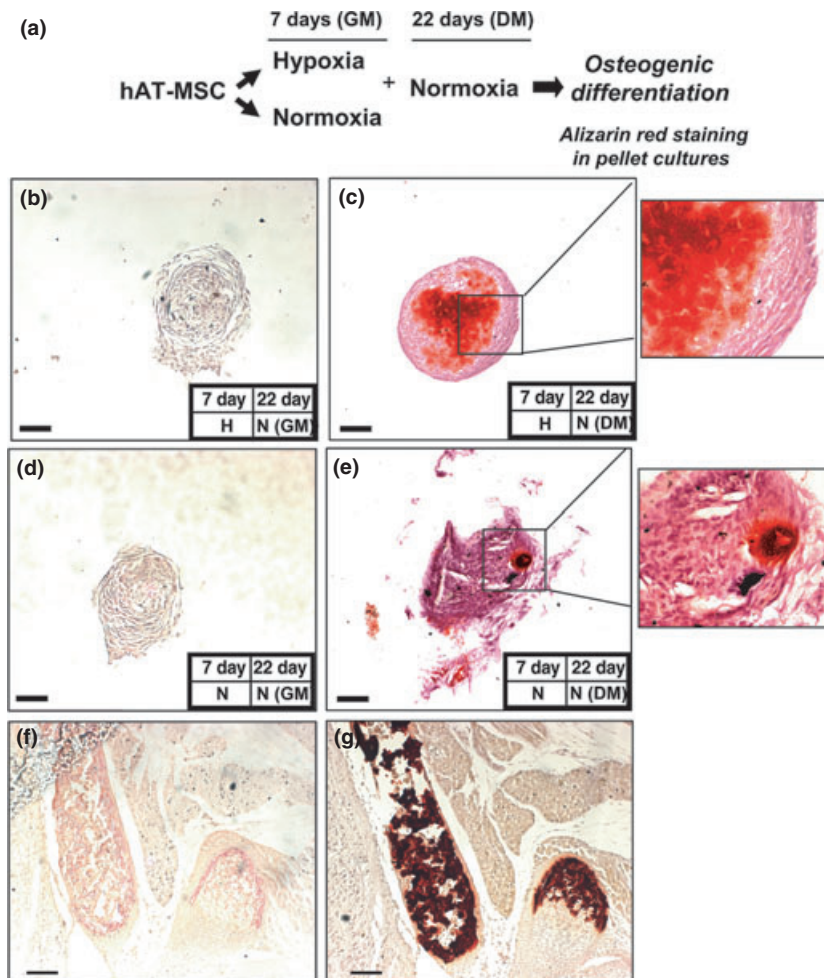 (a)
7 days (GM) 22 days (DM)
Hypoxia
hAT-MSC + Normoxia Osteogenic
Normoxia differentiation
Alizarin red staining
in pellet cultures
(b)
7 day 22 day
H N (GM)
(c)
7 day 22 day
H N (DM)
(d)
7 day 22 day
N N (GM
(e)
7 day 22 day
N N (DM)
(f)
(g)